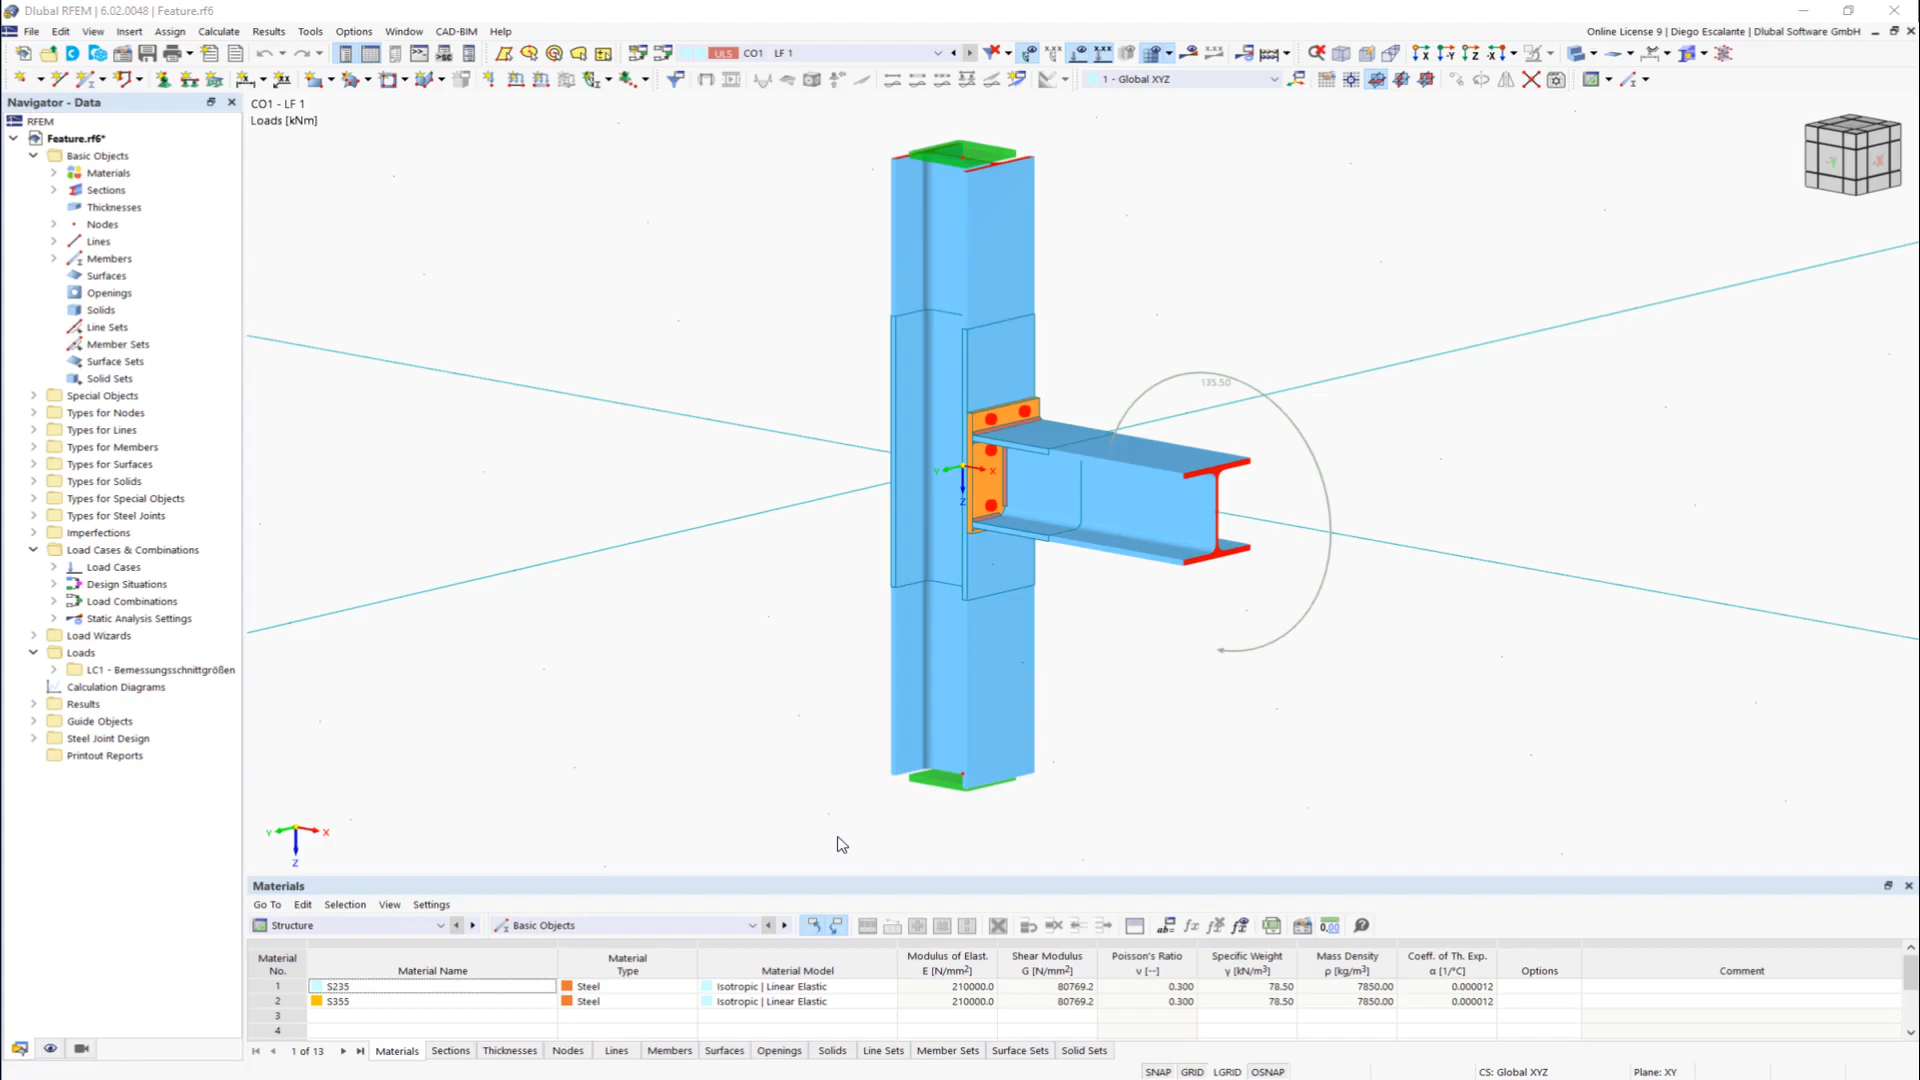 Dlubal RFEM | 6.02.0048 | Feature.rf6*
File Edit View Insert Assign Calculate Results Tools Options Window CAD-BIM Help
Online License 9 | Diego Escalante | Dlubal Software GmbH
ULS CO1 LF 1
1 - Global XYZ
Navigator - Data
RFEM
Feature.rf6*
Basic Objects
Materials
Sections
Thicknesses
Nodes
Lines
Members
Surfaces
Openings
Solids
Line Sets
Member Sets
Surface Sets
Solid Sets
Special Objects
Types for Nodes
Types for Lines
Types for Members
Types for Surfaces
Types for Solids
Types for Special Objects
Types for Steel Joints
Imperfections
Load Cases & Combinations
Load Cases
Design Situations
Load Combinations
Static Analysis Settings
Load Wizards
Loads
LC1 - Bemessungsschnittgrößen
Calculation Diagrams
Results
Guide Objects
Steel Joint Design
Printout Reports
CO1 - LF 1
Loads [kNm]
135.50
Y X Z
Y X
Z
-Y -X
Materials
Go To Edit Selection View Settings
Structure Basic Objects
Material No. Material Name Material Type Material Model Modulus of Elast. E [N/mm²] Shear Modulus G [N/mm²] Poisson's Ratio ν [--] Specific Weight γ [kN/m³] Mass Density ρ [kg/m³] Coeff. of Th. Exp. α [1/°C] Options Comment
1 S235 Steel Isotropic | Linear Elastic 210000.0 80769.2 0.300 78.50 7850.00 0.000012
2 S355 Steel Isotropic | Linear Elastic 210000.0 80769.2 0.300 78.50 7850.00 0.000012
3
4
1 of 13 Materials Sections Thicknesses Nodes Lines Members Surfaces Openings Solids Line Sets Member Sets Surface Sets Solid Sets
SNAP GRID LGRID OSNAP CS: Global XYZ Plane: XY